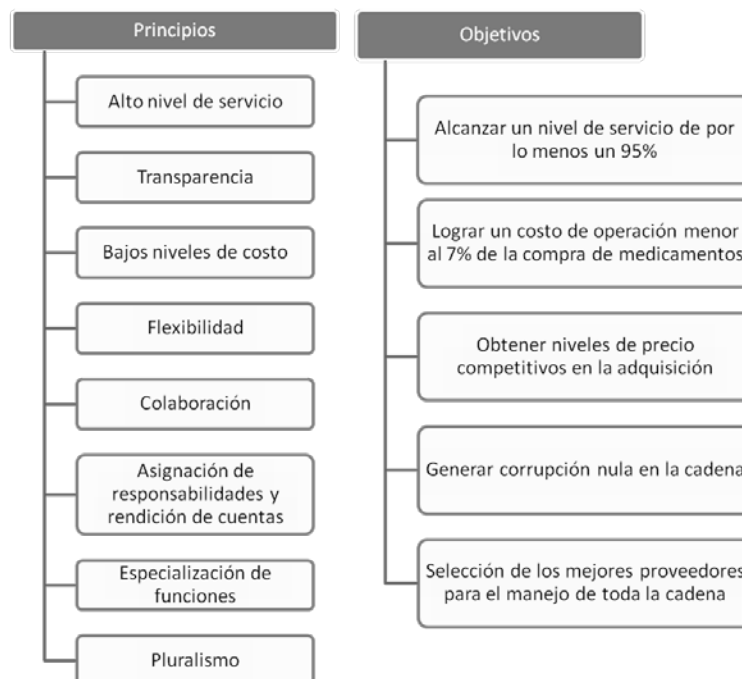 Principios
Alto nivel de servicio
Transparencia
Bajos niveles de costo
Flexibilidad
Colaboración
Asignación de
responsabilidades y
rendición de cuentas
Especialización de
funciones
Pluralismo
Objetivos
Alcanzar un nivel de servicio de por
lo menos un 95%
Lograr un costo de operación menor
al 7% de la compra de medicamentos
Obtener niveles de precio
competitivos en la adquisición
Generar corrupción nula en la cadena
Selección de los mejores proveedores
para el manejo de toda la cadena